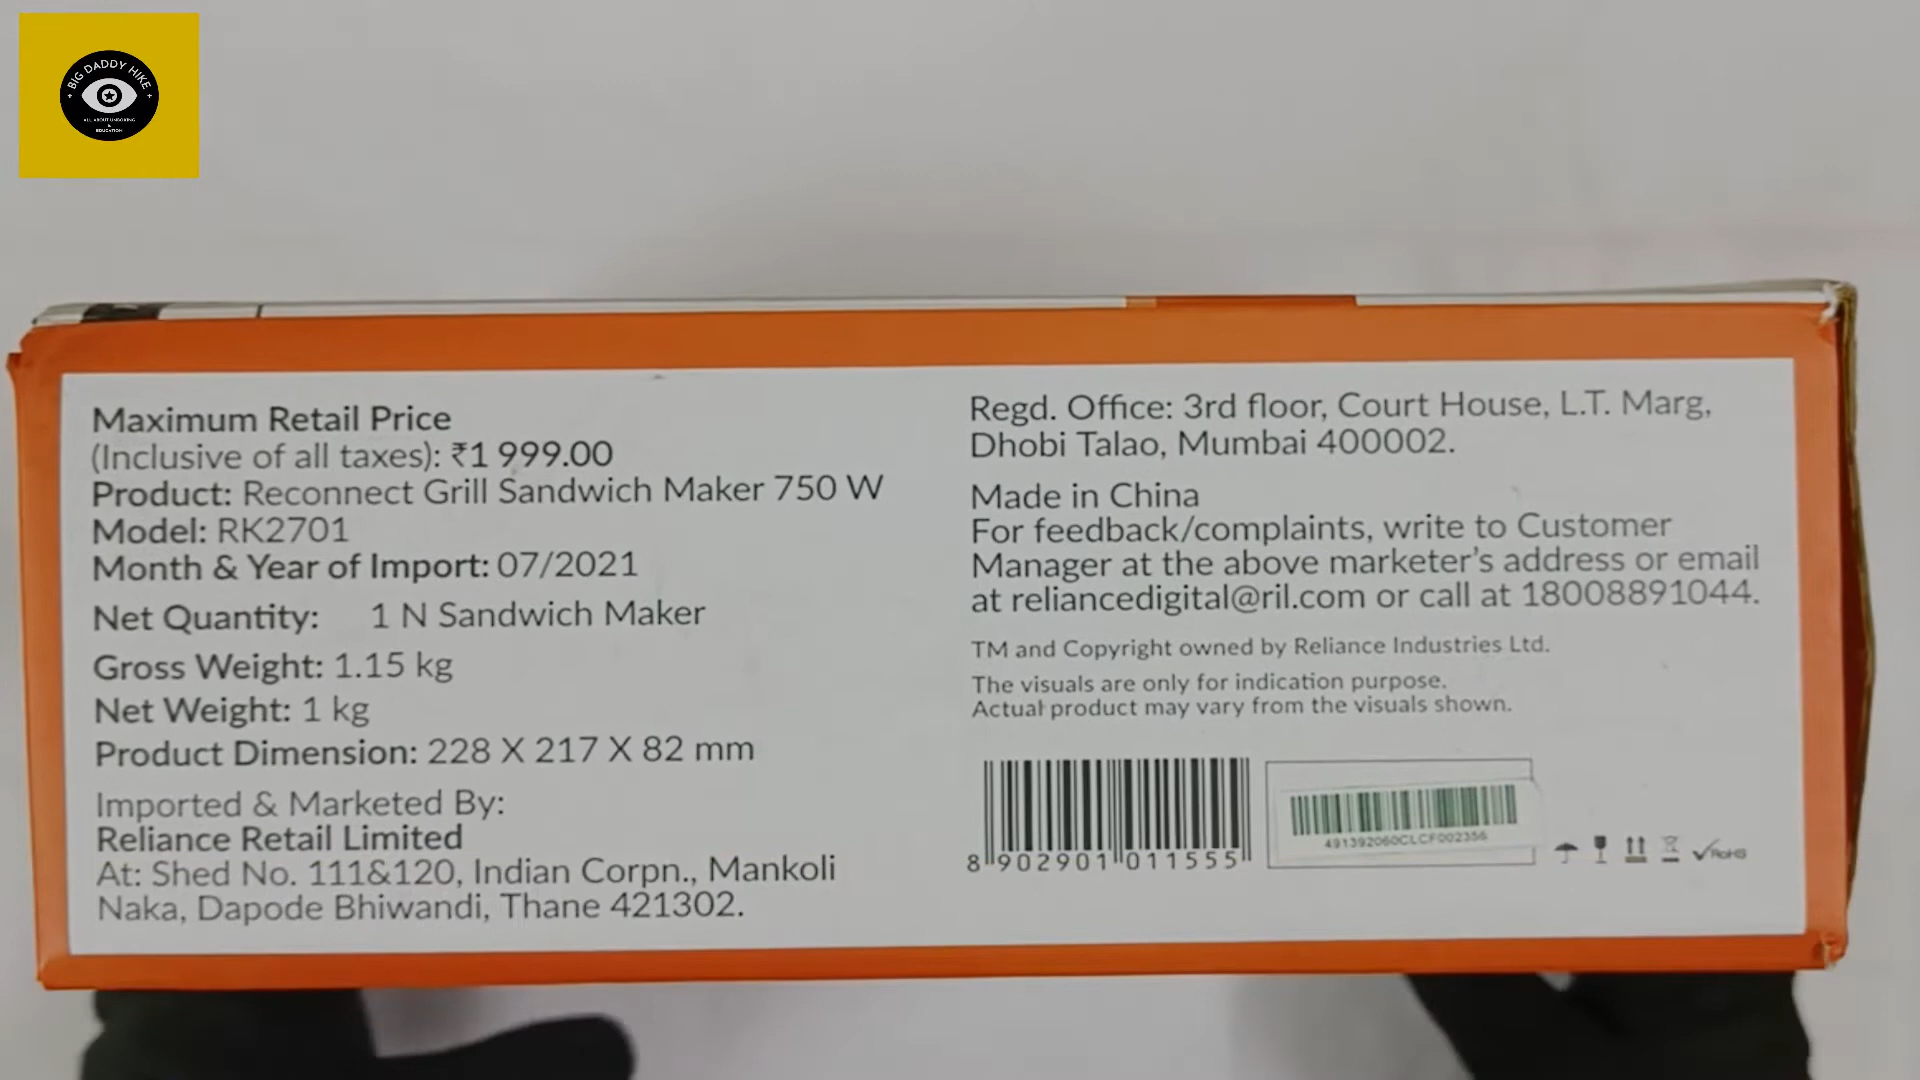 BIG DADDY HIKE
ALL ABOUT UNBOXING
&
EDUCATION
Maximum Retail Price
(Inclusive of all taxes): ₹1 999.00
Product: Reconnect Grill Sandwich Maker 750 W
Model: RK2701
Month & Year of Import: 07/2021
Net Quantity: 1 N Sandwich Maker
Gross Weight: 1.15 kg
Net Weight: 1 kg
Product Dimension: 228 X 217 X 82 mm
Imported & Marketed By:
Reliance Retail Limited
At: Shed No. 111&120, Indian Corpn., Mankoli
Naka, Dapode Bhiwandi, Thane 421302.
Regd. Office: 3rd floor, Court House, L.T. Marg,
Dhobi Talao, Mumbai 400002.
Made in China
For feedback/complaints, write to Customer
Manager at the above marketer's address or email
at reliancedigital@ril.com or call at 18008891044.
TM and Copyright owned by Reliance Industries Ltd.
The visuals are only for indication purpose.
Actual product may vary from the visuals shown.
8 902901 011555
491392060CLCF002356
RoHS